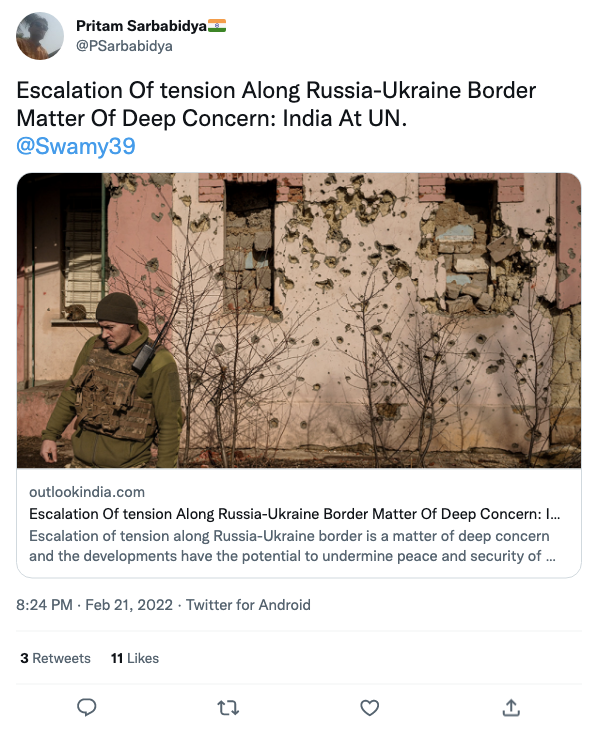 Pritam Sarbabidya🇮🇳
@PSarbabidya
Escalation Of tension Along Russia-Ukraine Border
Matter Of Deep Concern: India At UN.
@Swamy39
outlookindia.com
Escalation Of tension Along Russia-Ukraine Border Matter Of Deep Concern: I...
Escalation of tension along Russia-Ukraine border is a matter of deep concern
and the developments have the potential to undermine peace and security of ...
8:24 PM · Feb 21, 2022 · Twitter for Android
3 Retweets 11 Likes